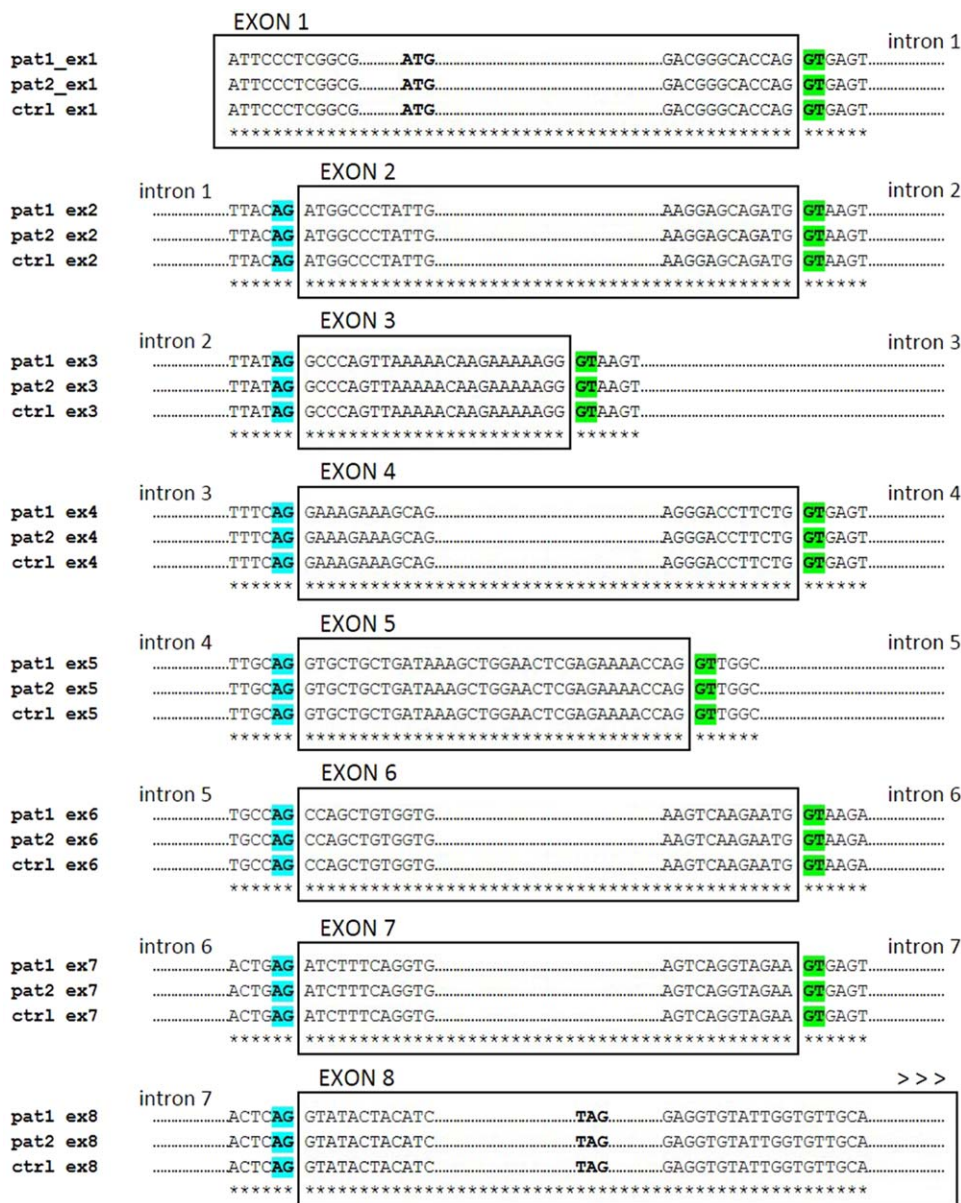 EXON 1
intron 1
pat1_ex1 ATTCCCTCGGCG..........ATG..........GACGGGCACCAG GTGAGT..........
pat2_ex1 ATTCCCTCGGCG..........ATG..........GACGGGCACCAG GTGAGT..........
ctrl ex1 ATTCCCTCGGCG..........ATG..........GACGGGCACCAG GTGAGT..........
**************************************************** ******
EXON 2
intron 1 intron 2
pat1 ex2 ..........TTACAG ATGGCCCTATTG..........AAGGAGCAGATG GTAAGT..........
pat2 ex2 ..........TTACAG ATGGCCCTATTG..........AAGGAGCAGATG GTAAGT..........
ctrl ex2 ..........TTACAG ATGGCCCTATTG..........AAGGAGCAGATG GTAAGT..........
****** ********************************************* ******
EXON 3
intron 2 intron 3
pat1 ex3 ..........TTATAG GCCCAGTTAAAAACAAGAAAAAGG GTAAGT..........
pat2 ex3 ..........TTATAG GCCCAGTTAAAAACAAGAAAAAGG GTAAGT..........
ctrl ex3 ..........TTATAG GCCCAGTTAAAAACAAGAAAAAGG GTAAGT..........
****** ************************ ******
EXON 4
intron 3 intron 4
pat1 ex4 ..........TTTCAG GAAAGAAAGCAG..........AGGGACCTTCTG GTGAGT..........
pat2 ex4 ..........TTTCAG GAAAGAAAGCAG..........AGGGACCTTCTG GTGAGT..........
ctrl ex4 ..........TTTCAG GAAAGAAAGCAG..........AGGGACCTTCTG GTGAGT..........
****** ********************************************* ******
EXON 5
intron 4 intron 5
pat1 ex5 ..........TTGCAG GTGCTGCTGATAAAGCTGGAACTCGAGAAAACCAG GTTGGC..........
pat2 ex5 ..........TTGCAG GTGCTGCTGATAAAGCTGGAACTCGAGAAAACCAG GTTGGC..........
ctrl ex5 ..........TTGCAG GTGCTGCTGATAAAGCTGGAACTCGAGAAAACCAG GTTGGC..........
****** *********************************** ******
EXON 6
intron 5 intron 6
pat1 ex6 ..........TGCCAG CCAGCTGTGGTG..........AAGTCAAGAATG GTAAGA..........
pat2 ex6 ..........TGCCAG CCAGCTGTGGTG..........AAGTCAAGAATG GTAAGA..........
ctrl ex6 ..........TGCCAG CCAGCTGTGGTG..........AAGTCAAGAATG GTAAGA..........
****** ********************************************* ******
EXON 7
intron 6 intron 7
pat1 ex7 ..........ACTGAG ATCTTTCAGGTG..........AGTCAGGTAGAA GTGAGT..........
pat2 ex7 ..........ACTGAG ATCTTTCAGGTG..........AGTCAGGTAGAA GTGAGT..........
ctrl ex7 ..........ACTGAG ATCTTTCAGGTG..........AGTCAGGTAGAA GTGAGT..........
****** ********************************************* ******
EXON 8 > > >
intron 7
pat1 ex8 ..........ACTCAG GTATACTACATC..........TAG..........GAGGTGTATTGGTGTTGCA..........
pat2 ex8 ..........ACTCAG GTATACTACATC..........TAG..........GAGGTGTATTGGTGTTGCA..........
ctrl ex8 ..........ACTCAG GTATACTACATC..........TAG..........GAGGTGTATTGGTGTTGCA..........
****** ****************************************************